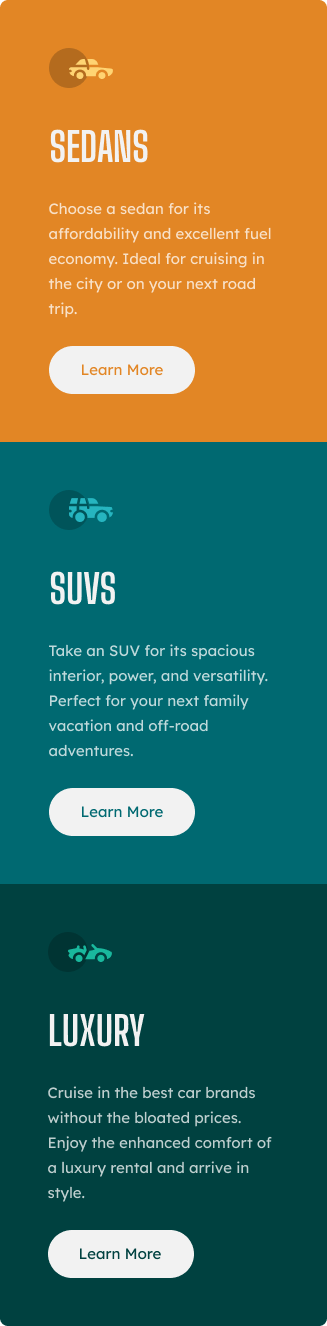 SEDANS
Choose a sedan for its
affordability and excellent fuel
economy. Ideal for cruising in
the city or on your next road
trip.
Learn More
SUVS
Take an SUV for its spacious
interior, power, and versatility.
Perfect for your next family
vacation and off-road
adventures.
Learn More
LUXURY
Cruise in the best car brands
without the bloated prices.
Enjoy the enhanced comfort of
a luxury rental and arrive in
style.
Learn More